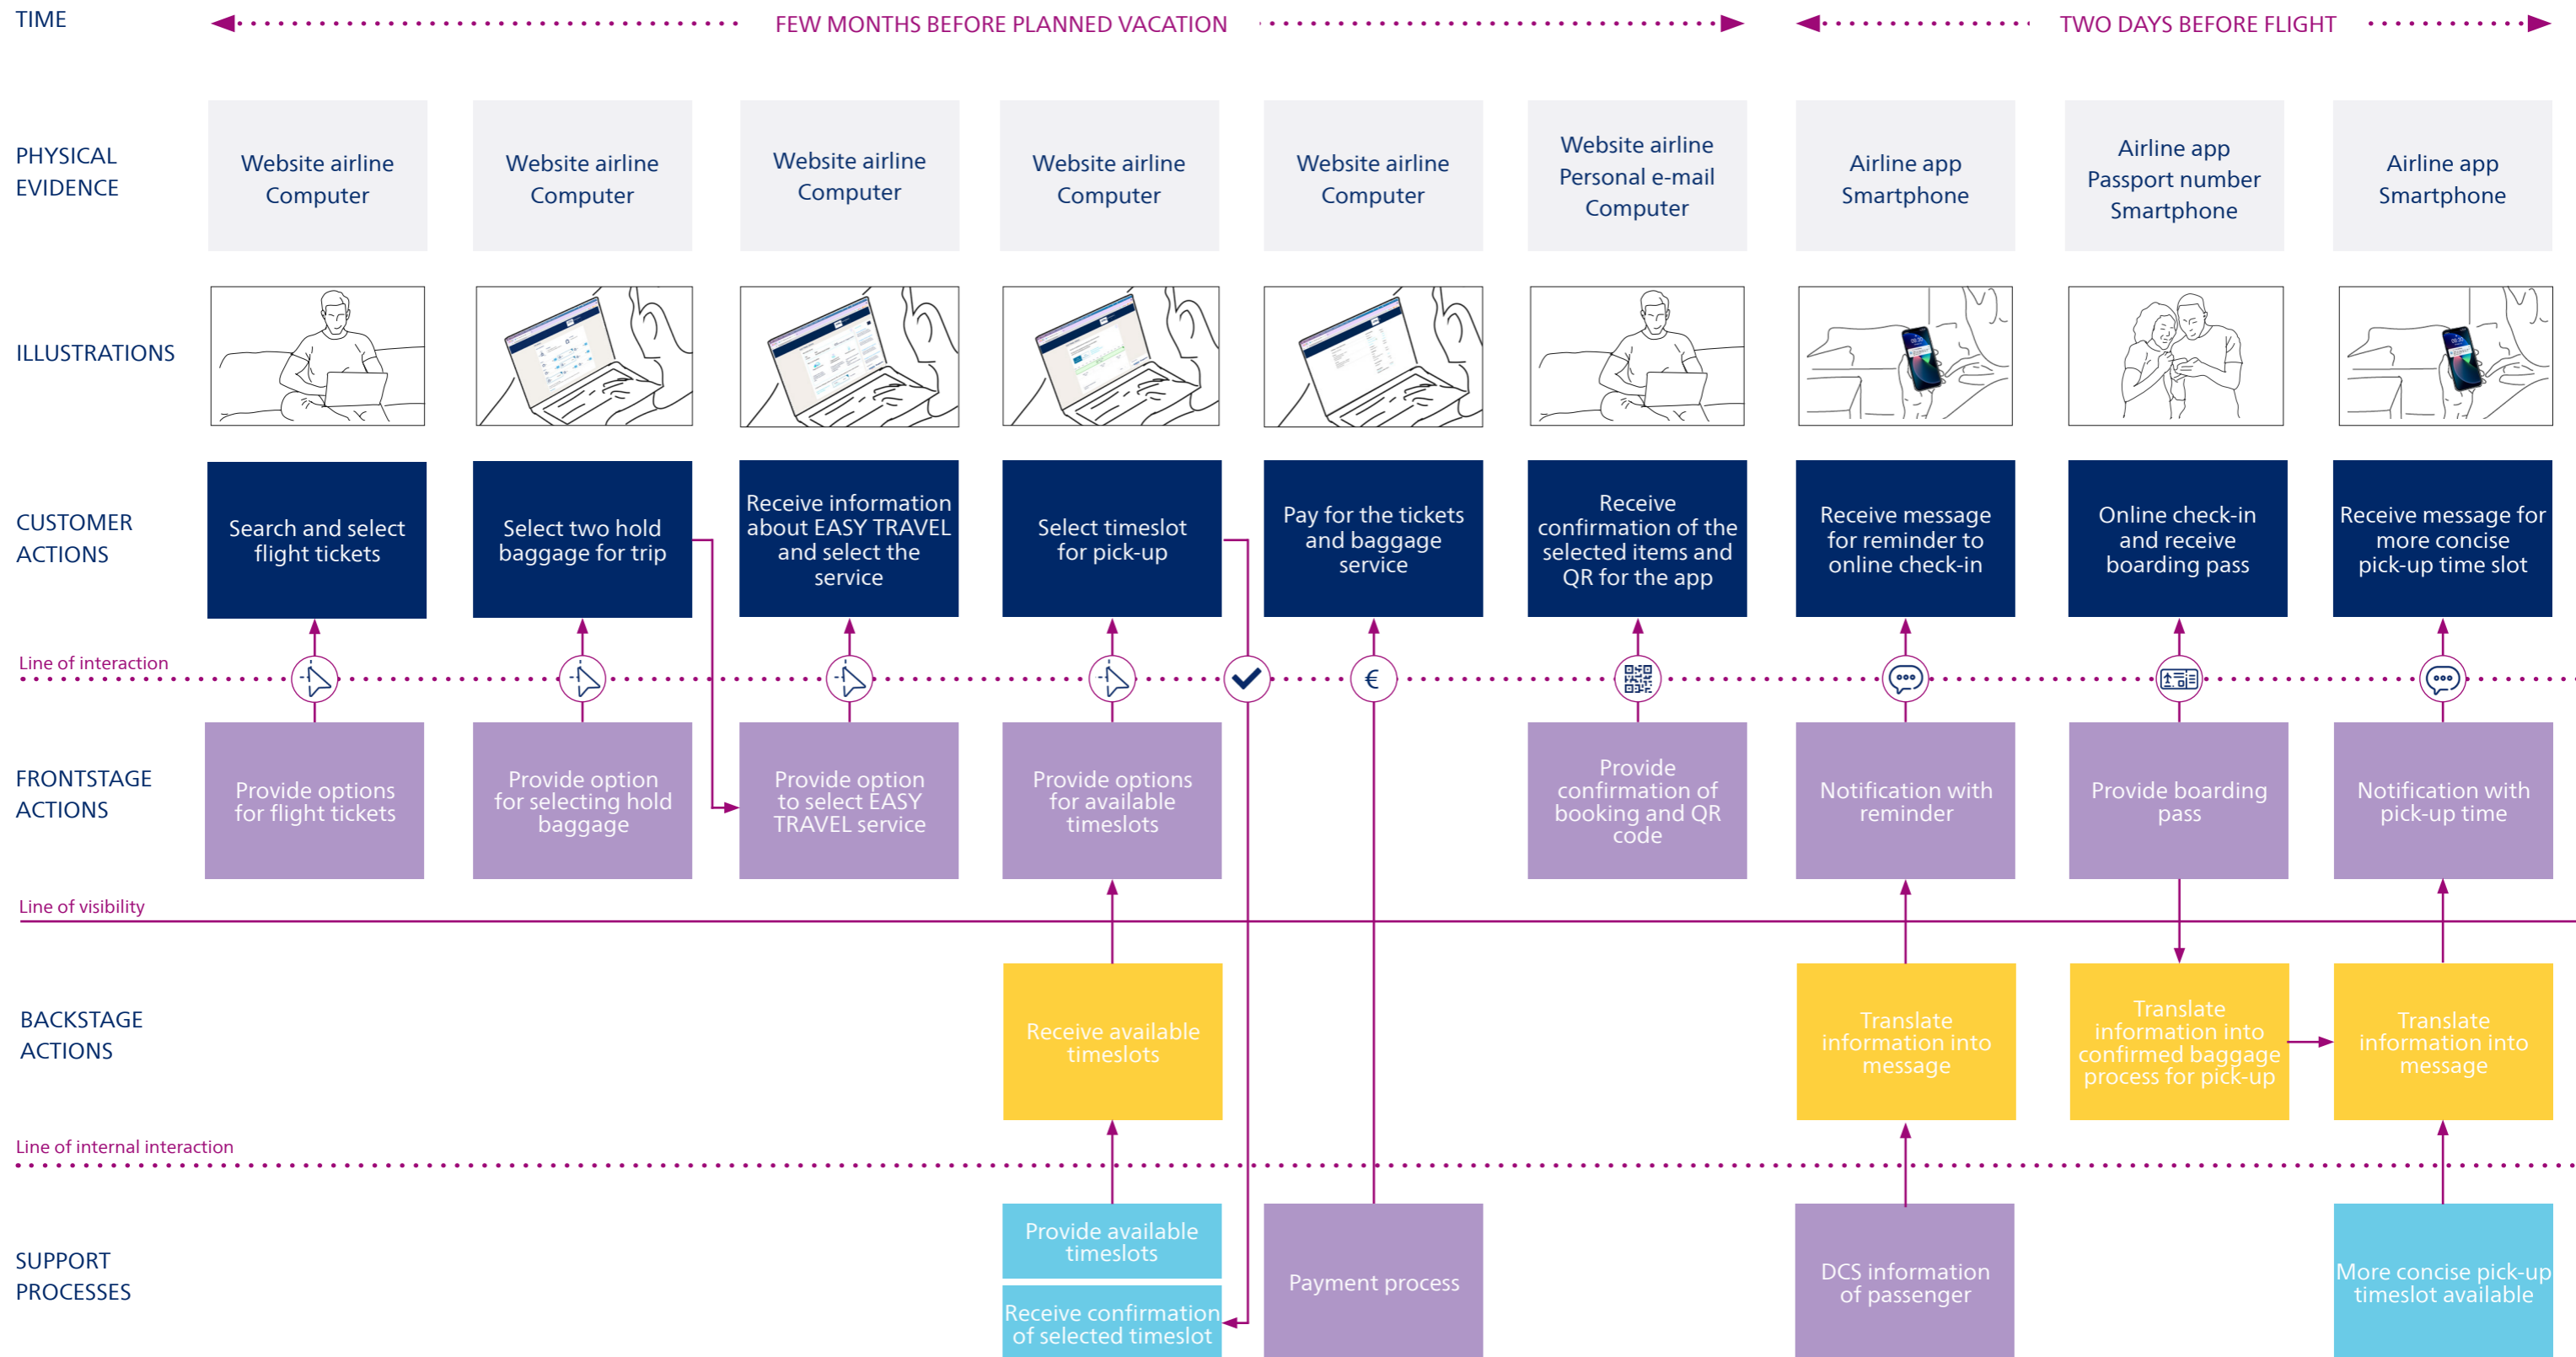 TIME
FEW MONTHS BEFORE PLANNED VACATION
TWO DAYS BEFORE FLIGHT
PHYSICAL
EVIDENCE
Website airline
Computer
Website airline
Computer
Website airline
Computer
Website airline
Computer
Website airline
Computer
Website airline
Personal e-mail
Computer
Airline app
Smartphone
Airline app
Passport number
Smartphone
Airline app
Smartphone
ILLUSTRATIONS
CUSTOMER
ACTIONS
Search and select
flight tickets
Select two hold
baggage for trip
Receive information
about EASY TRAVEL
and select the
service
Select timeslot
for pick-up
Pay for the tickets
and baggage
service
Receive
confirmation of the
selected items and
QR for the app
Receive message
for reminder to
online check-in
Online check-in
and receive
boarding pass
Receive message for
more concise
pick-up time slot
Line of interaction
€
FRONTSTAGE
ACTIONS
Provide options
for flight tickets
Provide option
for selecting hold
baggage
Provide option
to select EASY
TRAVEL service
Provide options
for available
timeslots
Provide
confirmation of
booking and QR
code
Notification with
reminder
Provide boarding
pass
Notification with
pick-up time
Line of visibility
BACKSTAGE
ACTIONS
Receive available
timeslots
Translate
information into
message
Translate
information into
confirmed baggage
process for pick-up
Translate
information into
message
Line of internal interaction
SUPPORT
PROCESSES
Provide available
timeslots
Receive confirmation
of selected timeslot
Payment process
DCS information
of passenger
More concise pick-up
timeslot available